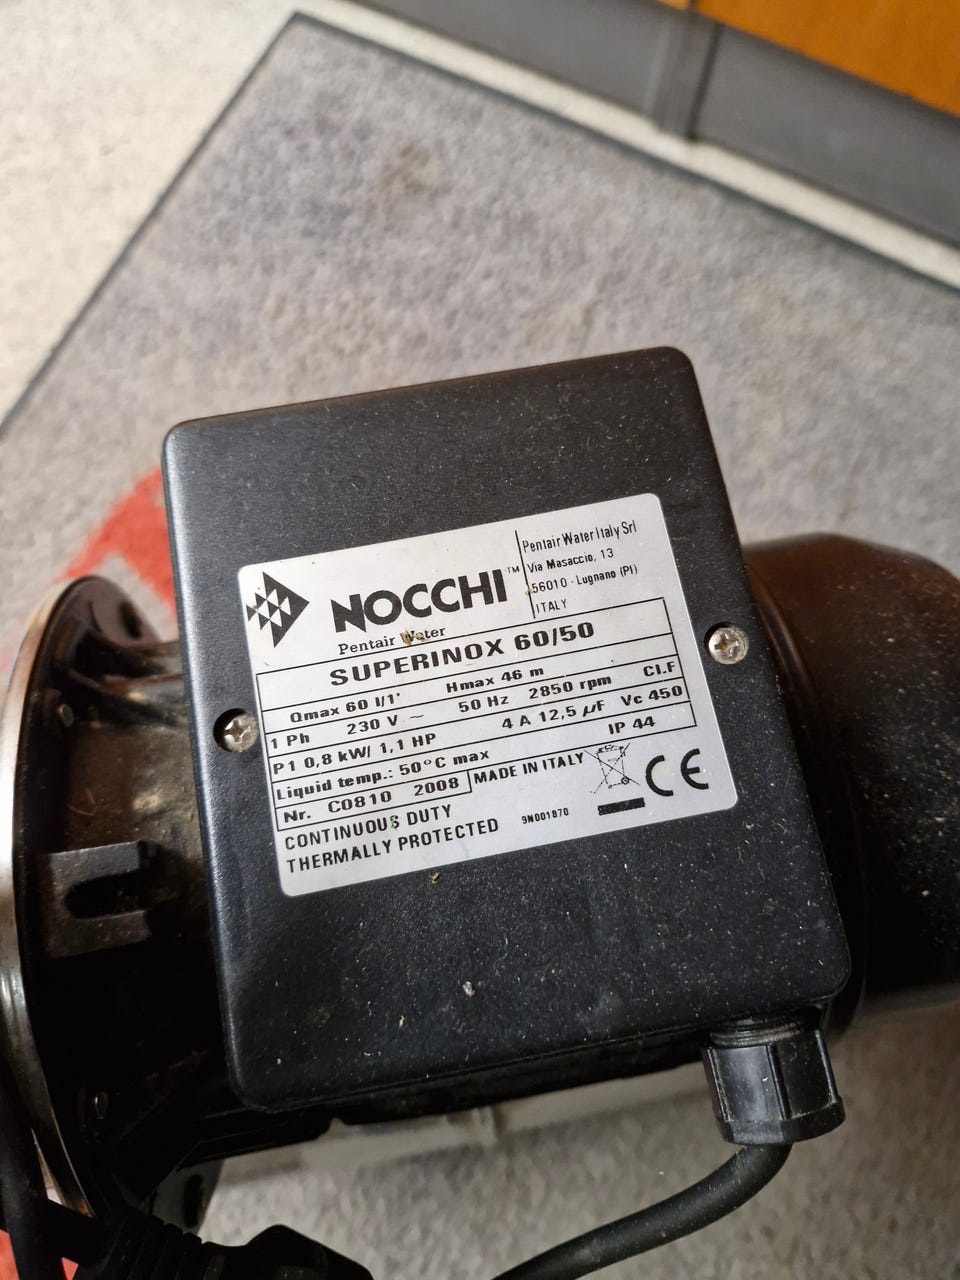 NOCCHI™
Pentair Water
Pentair Water Italy Srl
Via Masaccio, 13
56010 - Lugnano (PI)
ITALY
SUPERINOX 60/50
Qmax 60 l/1' Hmax 46 m
1 Ph 230 V ~ 50 Hz 2850 rpm Cl.F
P1 0,8 kW/ 1,1 HP 4 A 12,5 µF Vc 450
Liquid temp.: 50°C max IP 44
Nr. C0810 2008 MADE IN ITALY
CONTINUOUS DUTY
THERMALLY PROTECTED 9N001870
CE